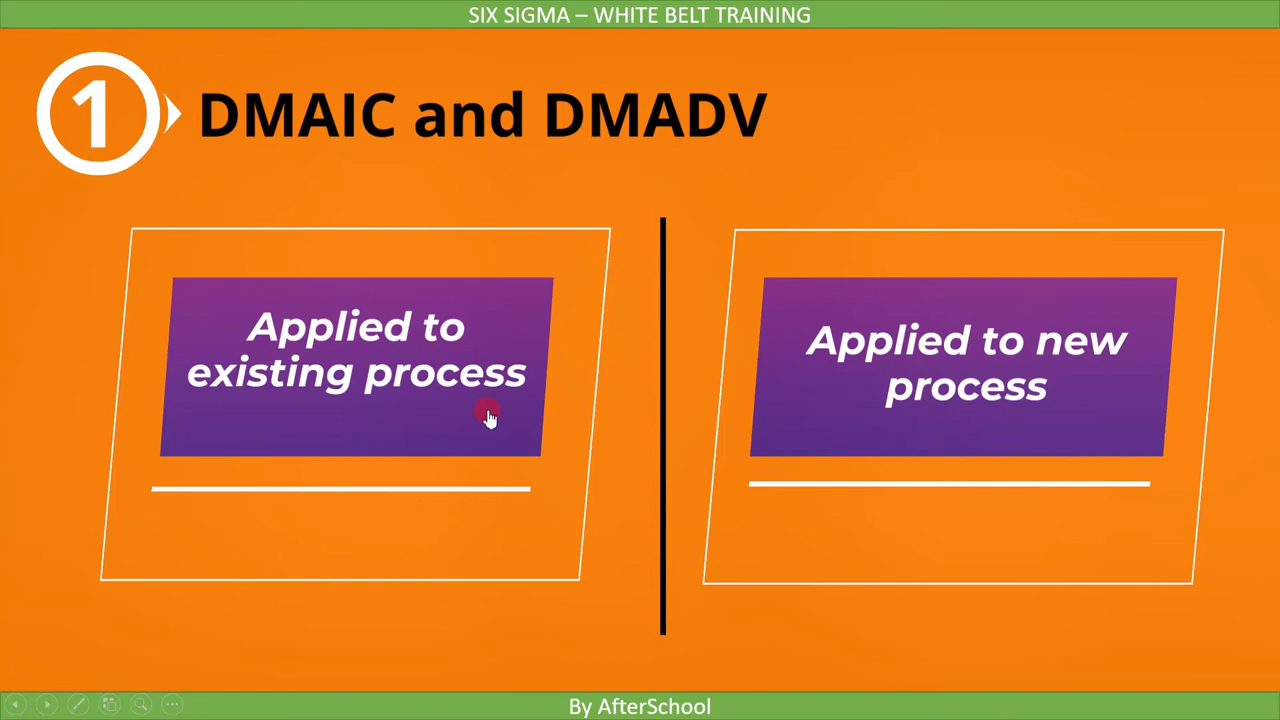 SIX SIGMA – WHITE BELT TRAINING
1
DMAIC and DMADV
Applied to
existing process
Applied to new
process
By AfterSchool